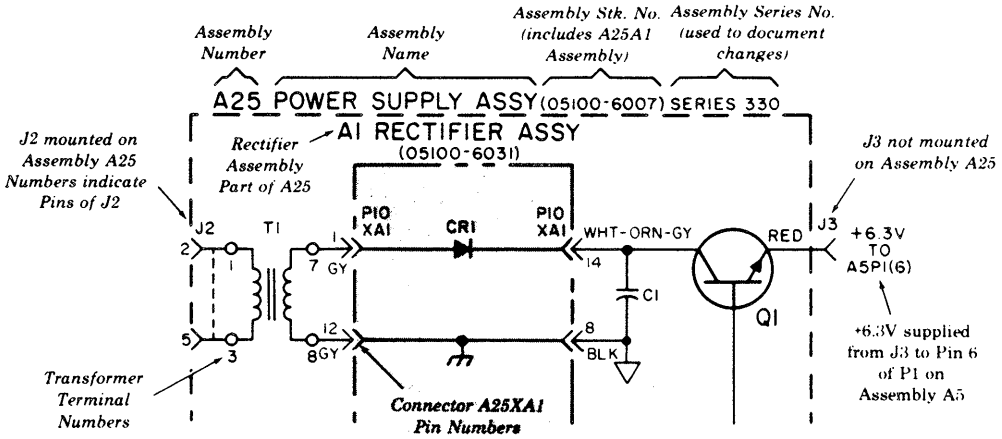 Assembly
Number
Assembly
Name
Assembly Stk. No.
(includes A25A1
Assembly)
Assembly Series No.
(used to document
changes)
A25 POWER SUPPLY ASSY (05100-6007) SERIES 330
J2 mounted on
Assembly A25
Numbers indicate
Pins of J2
Rectifier
Assembly
Part of A25
A1 RECTIFIER ASSY
(05100-6031)
J3 not mounted
on Assembly A25
J2
T1
P1O
XA1
CR1
P1O
XA1
WHT-ORN-GY
RED
J3
+6.3V
TO
A5P1(6)
2
1
7
1
GY
14
C1
Q1
5
3
8
12
GY
8
BLK
+6.3V supplied
from J3 to Pin 6
of P1 on
Assembly A5
Transformer
Terminal
Numbers
Connector A25XA1
Pin Numbers